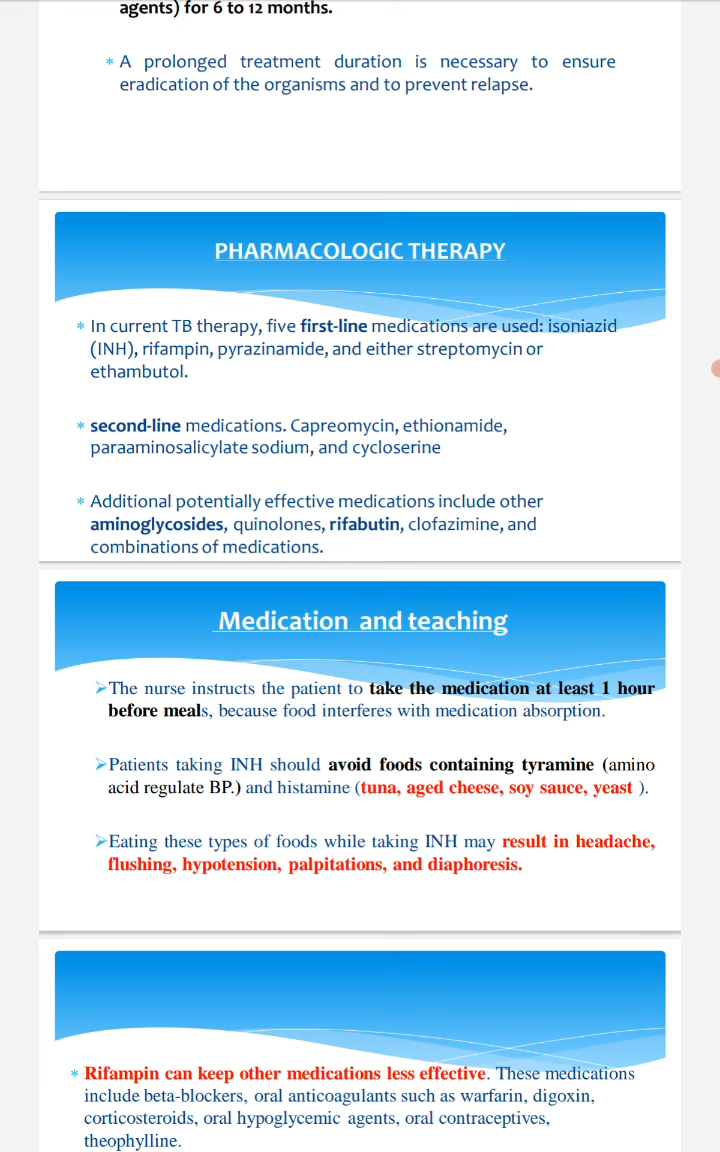 agents) for 6 to 12 months.
* A prolonged treatment duration is necessary to ensure
eradication of the organisms and to prevent relapse.
PHARMACOLOGIC THERAPY
* In current TB therapy, five first-line medications are used: isoniazid
(INH), rifampin, pyrazinamide, and either streptomycin or
ethambutol.
* second-line medications. Capreomycin, ethionamide,
paraaminosalicylate sodium, and cycloserine
* Additional potentially effective medications include other
aminoglycosides, quinolones, rifabutin, clofazimine, and
combinations of medications.
Medication and teaching
➢The nurse instructs the patient to take the medication at least 1 hour
before meals, because food interferes with medication absorption.
➢Patients taking INH should avoid foods containing tyramine (amino
acid regulate BP.) and histamine (tuna, aged cheese, soy sauce, yeast ).
➢Eating these types of foods while taking INH may result in headache,
flushing, hypotension, palpitations, and diaphoresis.
* Rifampin can keep other medications less effective. These medications
include beta-blockers, oral anticoagulants such as warfarin, digoxin,
corticosteroids, oral hypoglycemic agents, oral contraceptives,
theophylline.